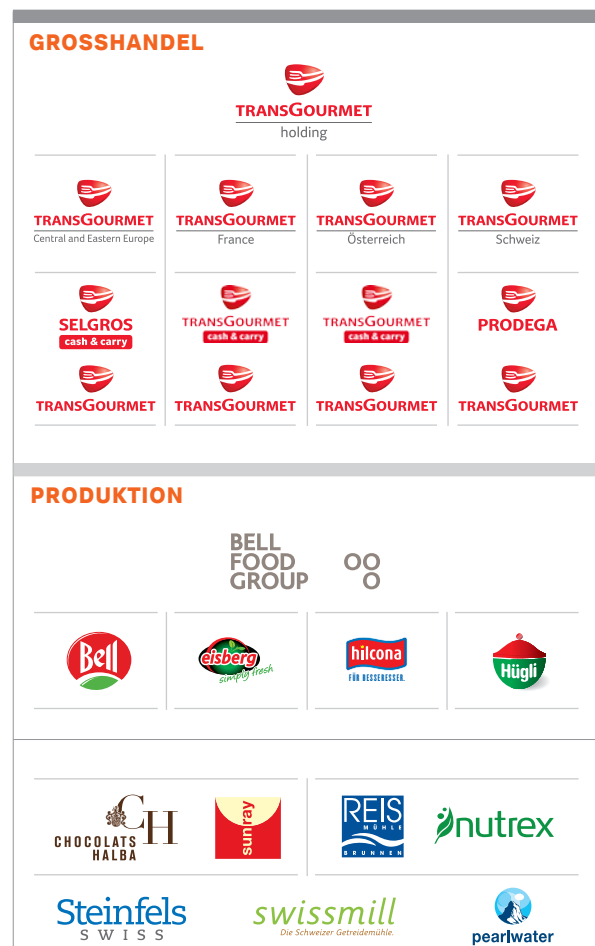 GROSSHANDEL
TRANSGOURMET
holding
TRANSGOURMET TRANSGOURMET TRANSGOURMET TRANSGOURMET
Central and Eastern Europe France Österreich Schweiz
SELGROS TRANSGOURMET TRANSGOURMET PRODEGA
cash & carry cash & carry cash & carry
TRANSGOURMET TRANSGOURMET TRANSGOURMET TRANSGOURMET
PRODUKTION
BELL
FOOD
GROUP
Bell
eisberg
simply fresh
hilcona
FÜR BESSERESSER.
Hügli
CH
CHOCOLATS
HALBA
sunray
REIS
MÜHLE
BRUNNEN
nutrex
Steinfels
SWISS
swissmill
Die Schweizer Getreidemühle.
pearlwater